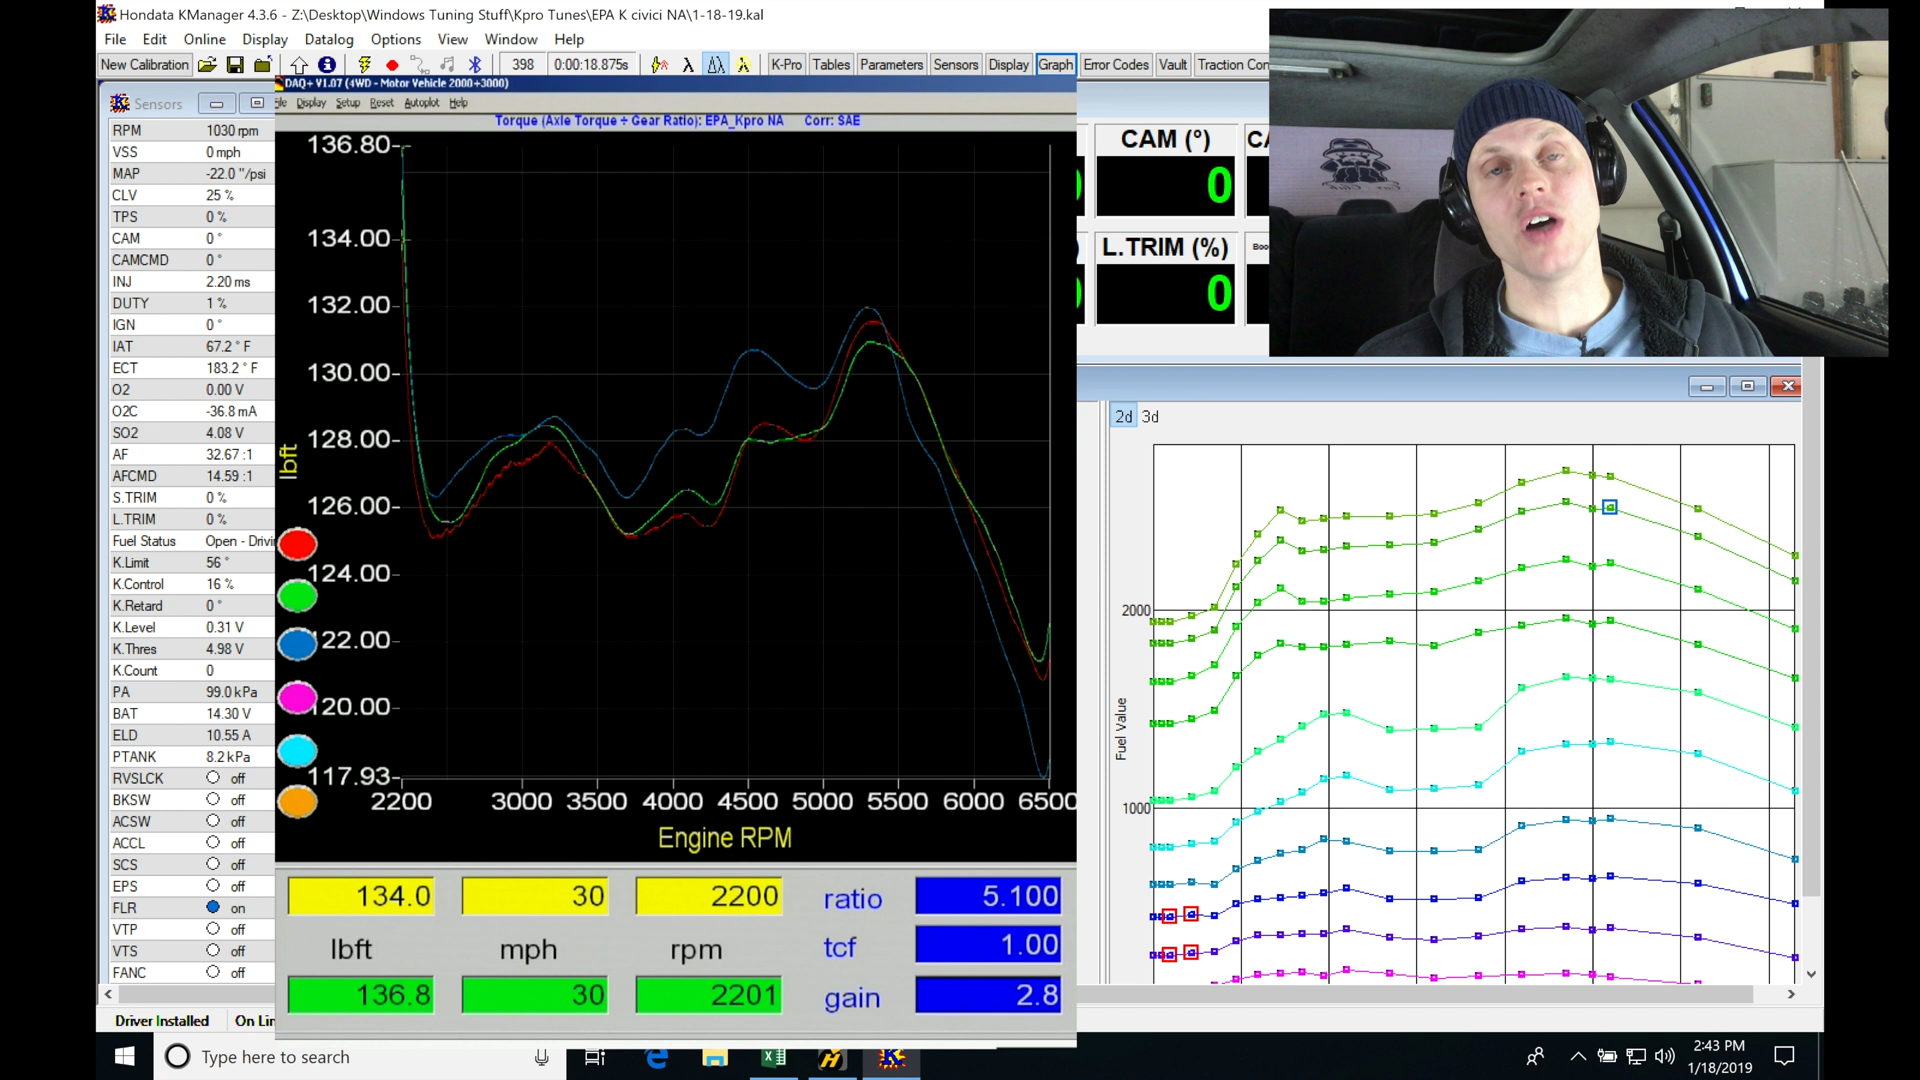 Hondata KManager 4.3.6 - Z:\Desktop\Windows Tuning Stuff\Kpro Tunes\EPA K civici NA\1-18-19.kal
File Edit Online Display Datalog Options View Window Help
New Calibration 398 0:00:18.875s K-Pro Tables Parameters Sensors Display Graph Error Codes Vault Traction Con
Sensors
RPM 1030 rpm
VSS 0 mph
MAP -22.0 "/psi
CLV 25 %
TPS 0 %
CAM 0 °
CAMCMD 0 °
INJ 2.20 ms
DUTY 1 %
IGN 0 °
IAT 67.2 ° F
ECT 183.2 ° F
O2 0.00 V
O2C -36.8 mA
SO2 4.08 V
AF 32.67 :1
AFCMD 14.59 :1
S.TRIM 0 %
L.TRIM 0 %
Fuel Status Open - Drivi
K.Limit 56 °
K.Control 16 %
K.Retard 0 °
K.Level 0.31 V
K.Thres 4.98 V
K.Count 0
PA 99.0 kPa
BAT 14.30 V
ELD 10.55 A
PTANK 8.2 kPa
RVSLCK off
BKSW off
ACSW off
ACCL off
SCS off
EPS off
FLR on
VTP off
VTS off
FANC off
Driver Installed On Lin
DAQ+ V1.07 (4WD - Motor Vehicle 2000+3000)
ile Display Setup Reset Autoplot Help
Torque (Axle Torque ÷ Gear Ratio): EPA_Kpro NA Corr: SAE
136.80
134.00
132.00
130.00
128.00
126.00
124.00
122.00
120.00
117.93
lbft
2200 3000 3500 4000 4500 5000 5500 6000 6500
Engine RPM
134.0 30 2200 ratio 5.100
lbft mph rpm tcf 1.00
136.8 30 2201 gain 2.8
CAM (°) CA
0
L.TRIM (%) Boo
0
2d 3d
2000
1000
Fuel Value
Type here to search
2:43 PM
1/18/2019